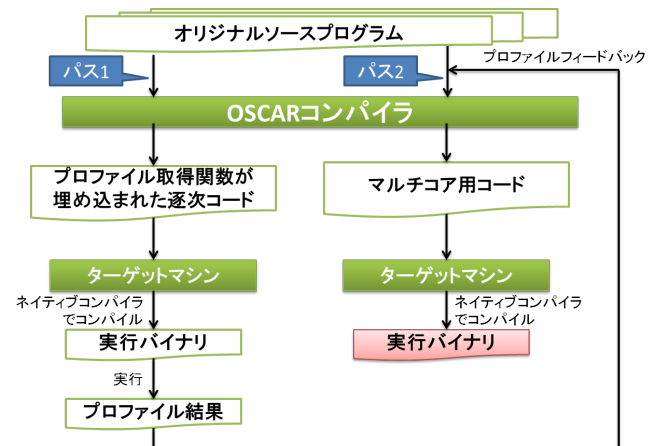 オリジナルソースプログラム
プロファイルフィードバック
パス1
パス2
OSCARコンパイラ
プロファイル取得関数が
埋め込まれた逐次コード
マルチコア用コード
ターゲットマシン
ターゲットマシン
ネイティブコンパイラ
でコンパイル
ネイティブコンパイラ
でコンパイル
実行バイナリ
実行バイナリ
実行
プロファイル結果